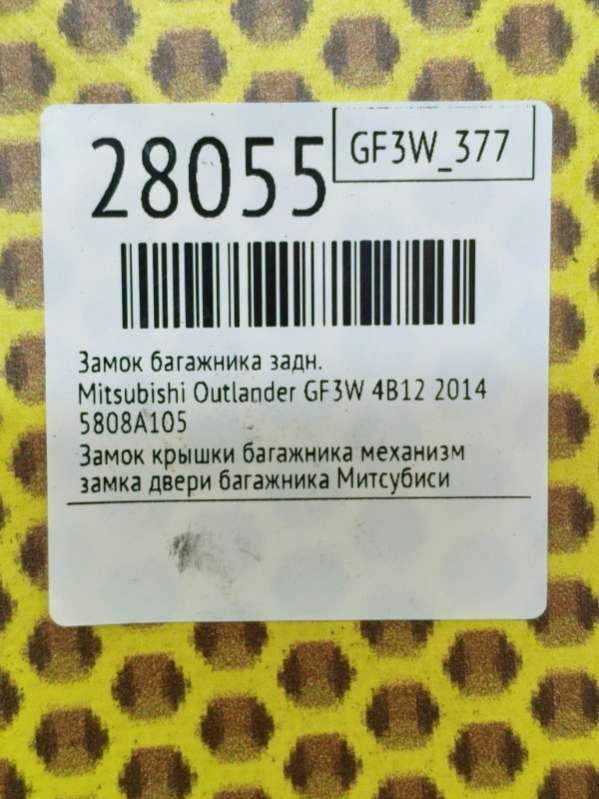 28055
GF3W_377
Замок багажника задн.
Mitsubishi Outlander GF3W 4B12 2014
5808A105
Замок крышки багажника механизм
замка двери багажника Митсубиси